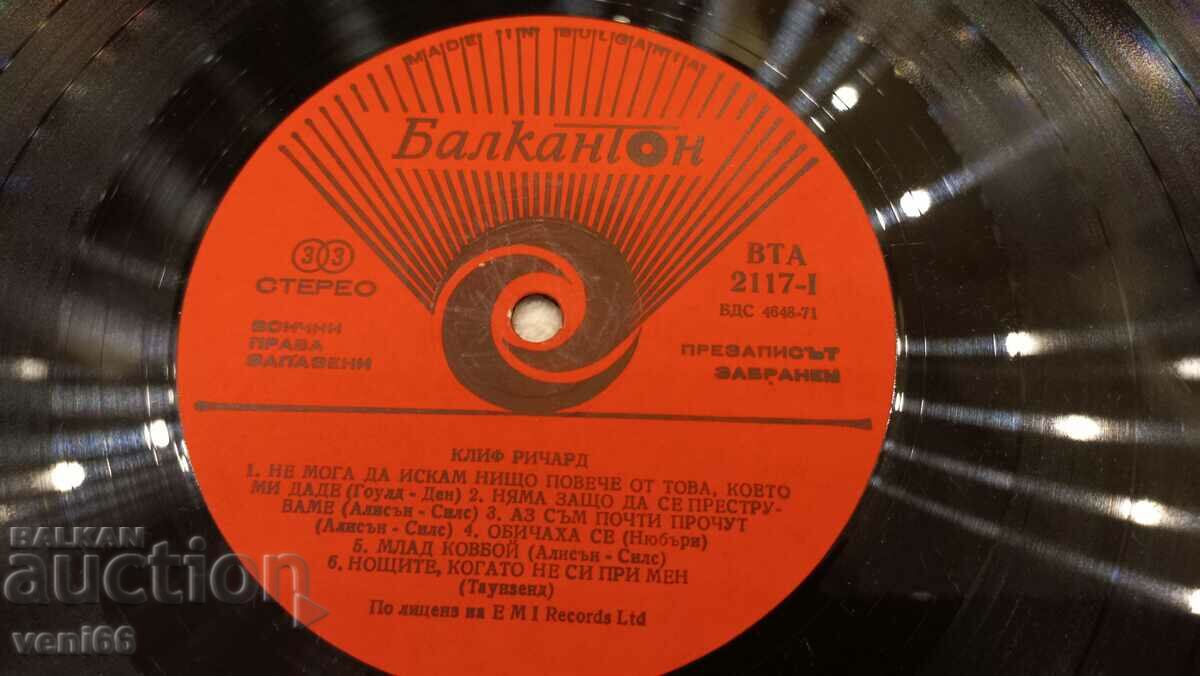 MADE IN BULGARIA
Балкантон
33
СТЕРЕО
ВТА
2117-I
БДС 4648-71
ВСИЧКИ
ПРАВА
ЗАПАЗЕНИ
ПРЕЗАПИСЪТ
ЗАБРАНЕН
КЛИФ РИЧАРД
1. НЕ МОГА ДА ИСКАМ НИЩО ПОВЕЧЕ ОТ ТОВА, КОВТО
МИ ДАДЕ (Гоулд - Ден) 2. НЯМА ЗАЩО ДА СЕ ПРЕСТРУ-
ВАМЕ (Алисън - Силс) 3. АЗ СЪМ ПОЧТИ ПРОЧУТ
(Алисън - Силс) 4. ОБИЧАХА СЕ (Нюбъри)
5. МЛАД КОВБОЙ (Алисън - Силс)
6. НОЩИТЕ, КОГАТО НЕ СИ ПРИ МЕН
(Таунзенд)
По лиценз на E M I Records Ltd
BALKAN
auction
veni66